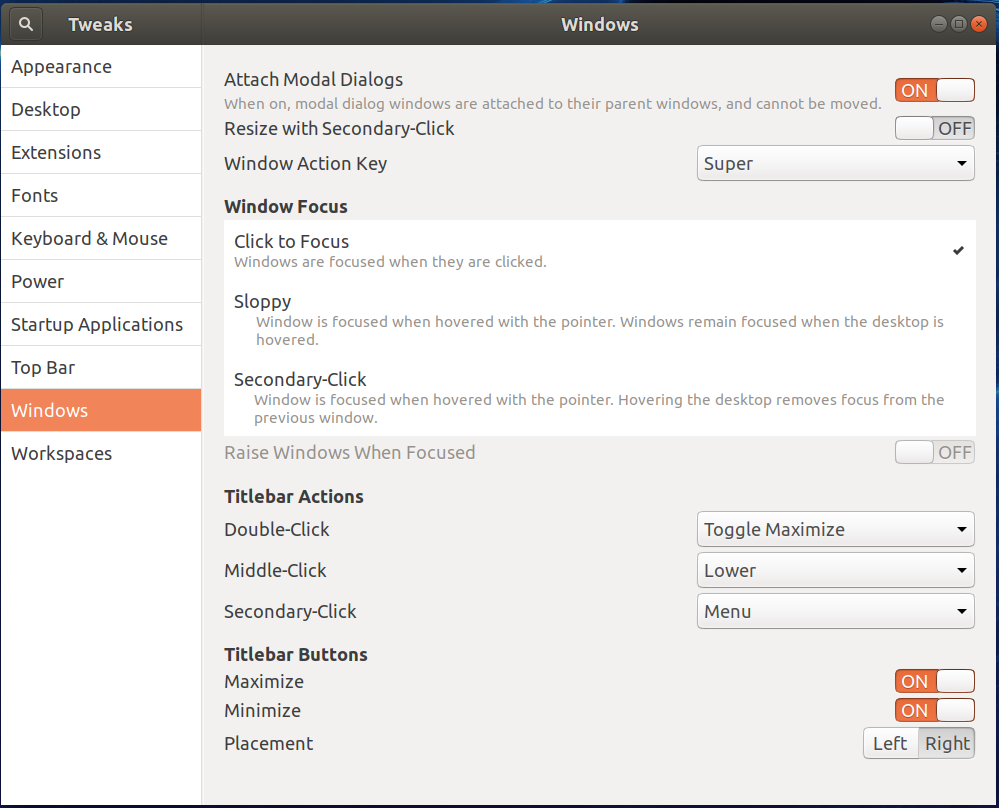 Tweaks
Windows
Appearance
Desktop
Extensions
Fonts
Keyboard & Mouse
Power
Startup Applications
Top Bar
Windows
Workspaces
Attach Modal Dialogs
When on, modal dialog windows are attached to their parent windows, and cannot be moved.
ON
Resize with Secondary-Click
OFF
Window Action Key
Super
Window Focus
Click to Focus
Windows are focused when they are clicked.
Sloppy
Window is focused when hovered with the pointer. Windows remain focused when the desktop is
hovered.
Secondary-Click
Window is focused when hovered with the pointer. Hovering the desktop removes focus from the
previous window.
Raise Windows When Focused
OFF
Titlebar Actions
Double-Click
Toggle Maximize
Middle-Click
Lower
Secondary-Click
Menu
Titlebar Buttons
Maximize
ON
Minimize
ON
Placement
Left
Right